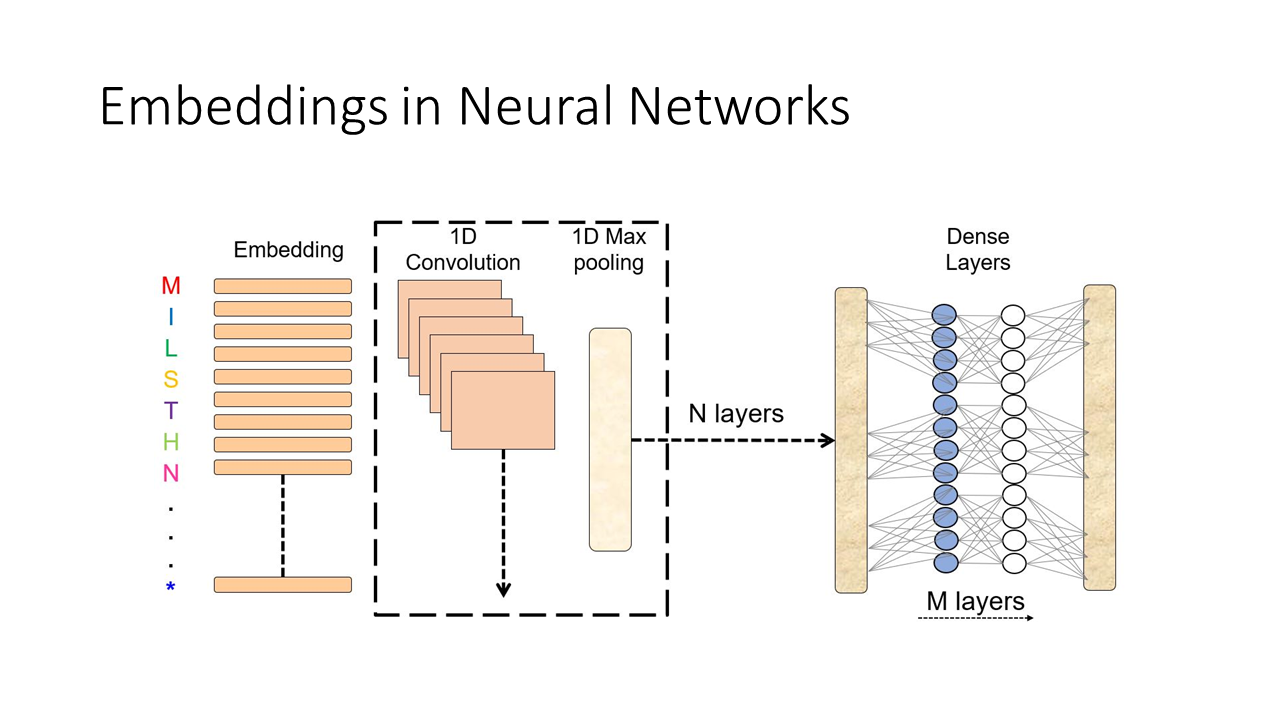 Embeddings in Neural Networks
Embedding
1D
Convolution
1D Max
pooling
Dense
Layers
M
I
L
S
T
H
N
.
.
.
*
N layers
M layers